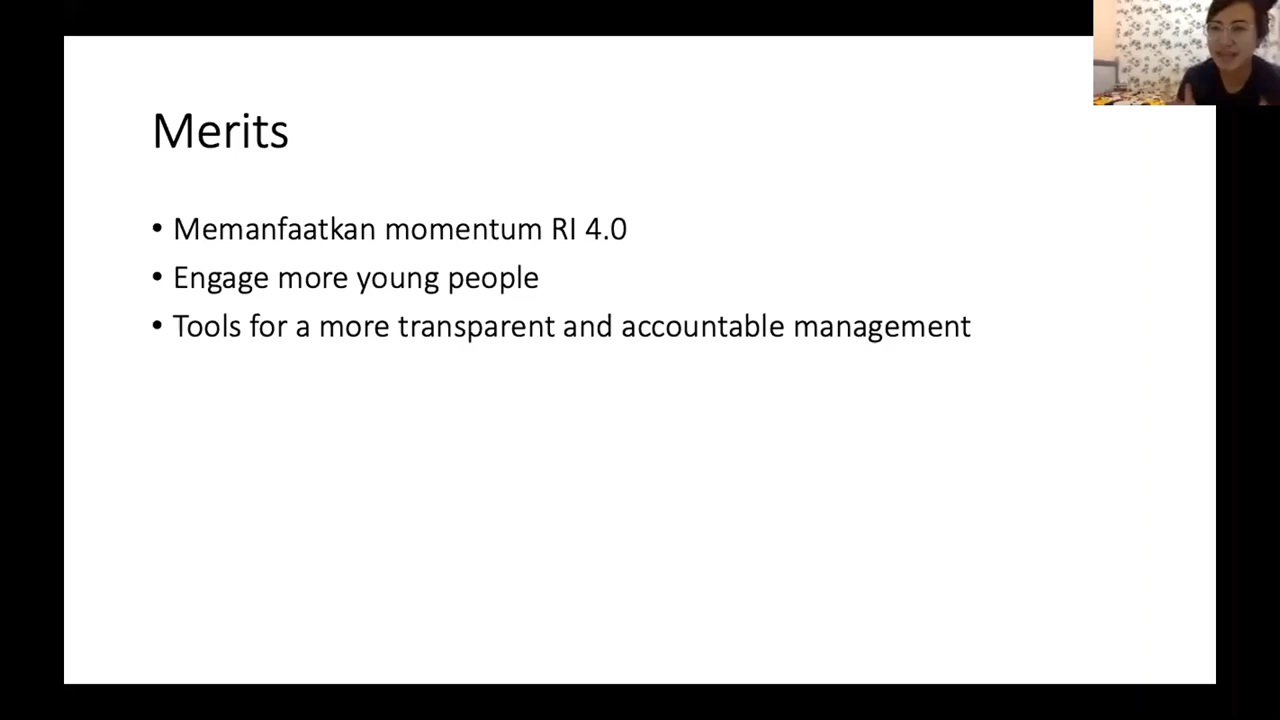 Merits
• Memanfaatkan momentum RI 4.0
• Engage more young people
• Tools for a more transparent and accountable management